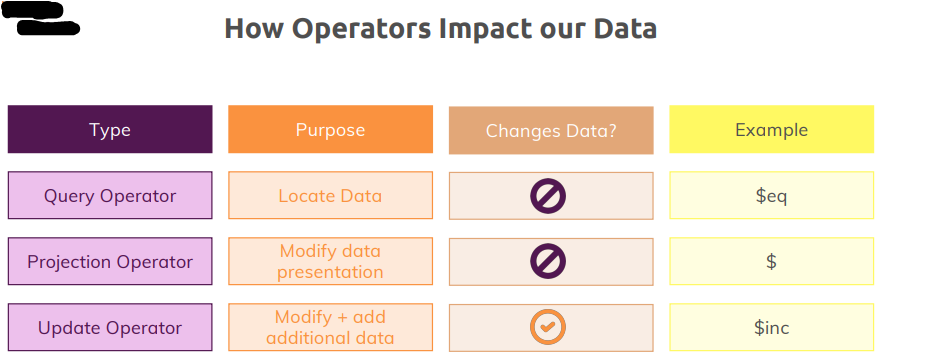 How Operators Impact our Data
Type
Purpose
Changes Data?
Example
Query Operator
Locate Data
$eq
Projection Operator
Modify data
presentation
$
Update Operator
Modify + add
additional data
$inc